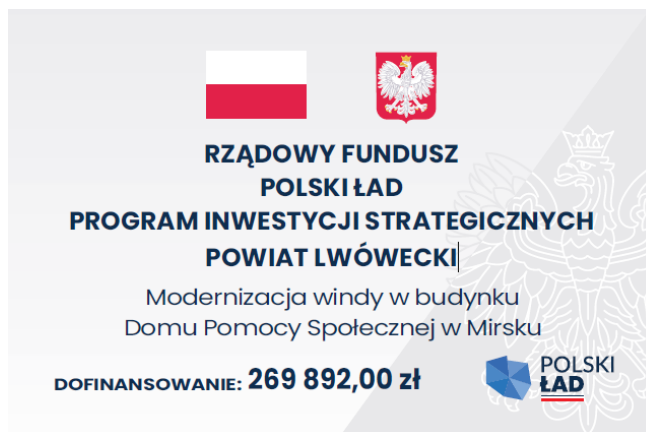 RZĄDOWY FUNDUSZ
POLSKI ŁAD
PROGRAM INWESTYCJI STRATEGICZNYCH
POWIAT LWÓWECKI
Modernizacja windy w budynku
Domu Pomocy Społecznej w Mirsku
DOFINANSOWANIE: 269 892,00 zł
POLSKI
ŁAD